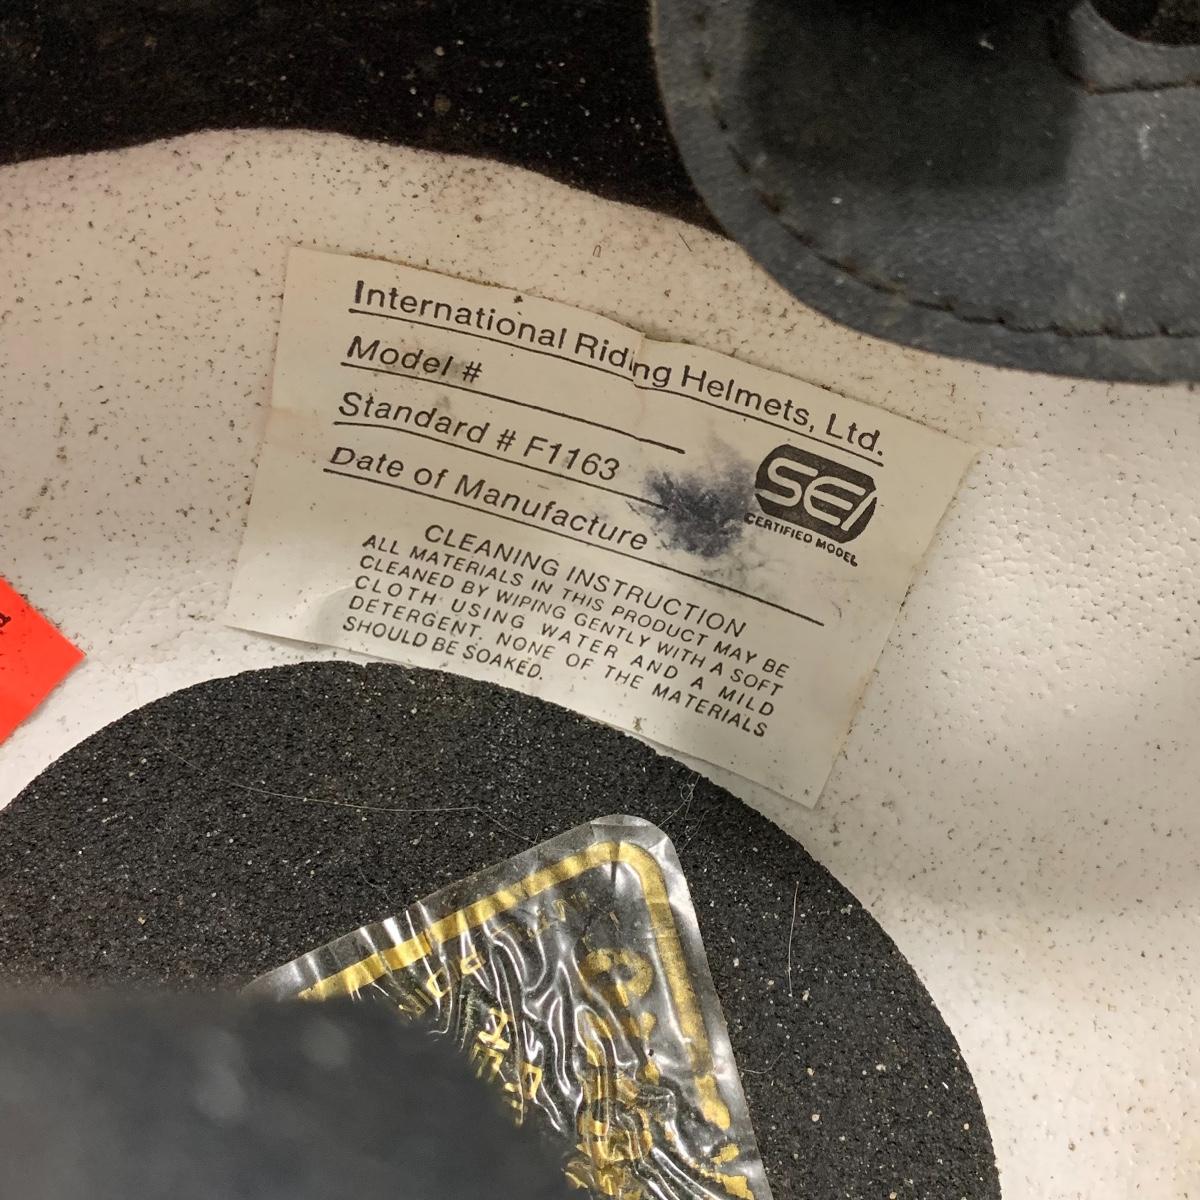 International Riding Helmets, Ltd.
Model #
Standard # F1163
Date of Manufacture
SEI
CERTIFIED MODEL
CLEANING INSTRUCTION
ALL MATERIALS IN THIS PRODUCT MAY BE
CLEANED BY WIPING GENTLY WITH A SOFT
CLOTH USING WATER AND A MILD
DETERGENT. NONE OF THE MATERIALS
SHOULD BE SOAKED.